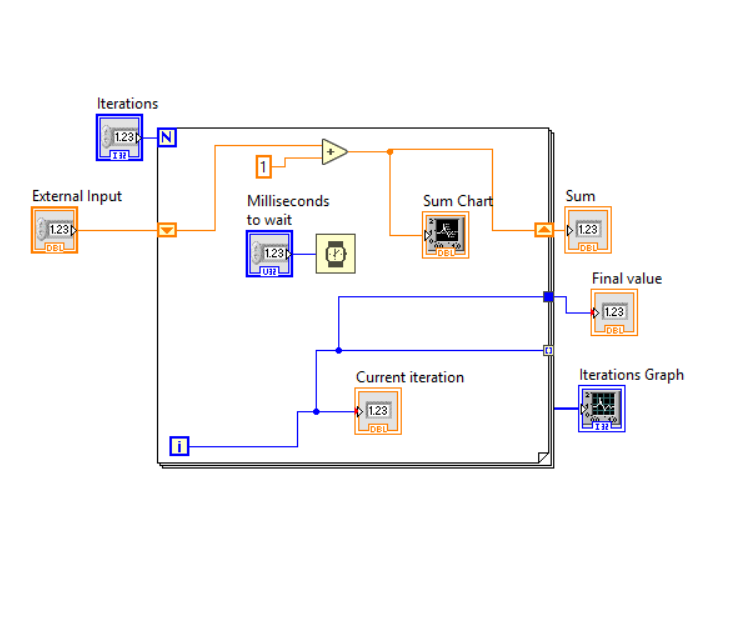 Iterations
N
1.23
I32
1
External Input
1.23
DBL
Milliseconds
to wait
1.23
U32
Sum Chart
DBL
Sum
1.23
DBL
Final value
1.23
DBL
Current iteration
1.23
DBL
Iterations Graph
I32
i